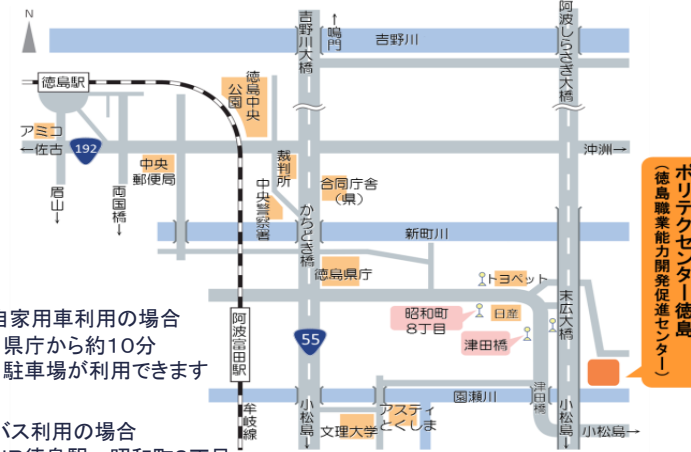 N
吉野川大橋
↑鳴門
吉野川
阿波しらさぎ大橋
徳島駅
徳島中央公園
アミコ
←佐古
192
中央郵便局
裁判所
沖洲→
眉山↓
両国橋↓
中央警察署
合同庁舎
(県)
かちどき橋
新町川
ポリテクセンター徳島
(徳島職業能力開発促進センター)
徳島県庁
トヨペット
昭和町
8丁目
日産
末広大橋
津田橋
自家用車利用の場合
県庁から約10分
駐車場が利用できます
阿波富田駅
55
園瀬川
津田橋
牟岐線
小松島↓
文理大学
アスティ
とくしま
小松島↓
小松島→
バス利用の場合